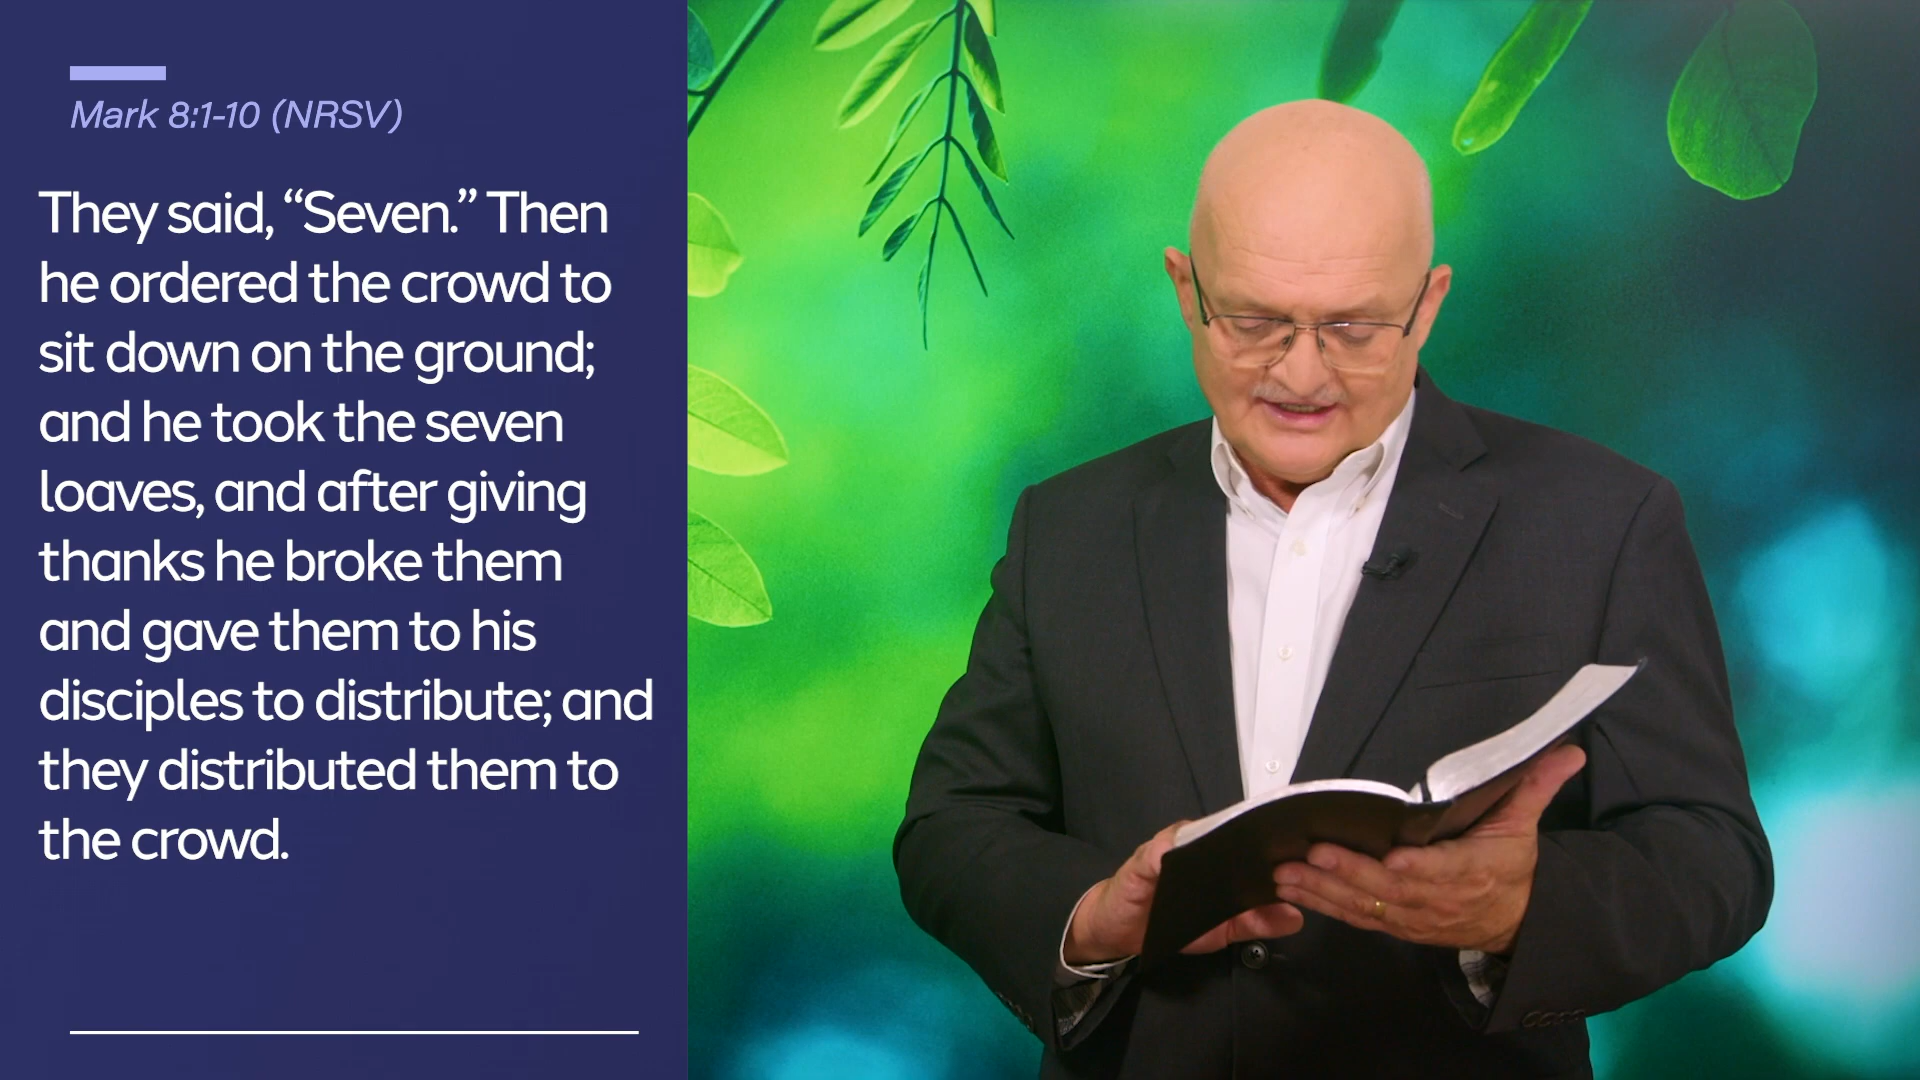 Mark 8:1-10 (NRSV)
They said, “Seven.” Then
he ordered the crowd to
sit down on the ground;
and he took the seven
loaves, and after giving
thanks he broke them
and gave them to his
disciples to distribute; and
they distributed them to
the crowd.